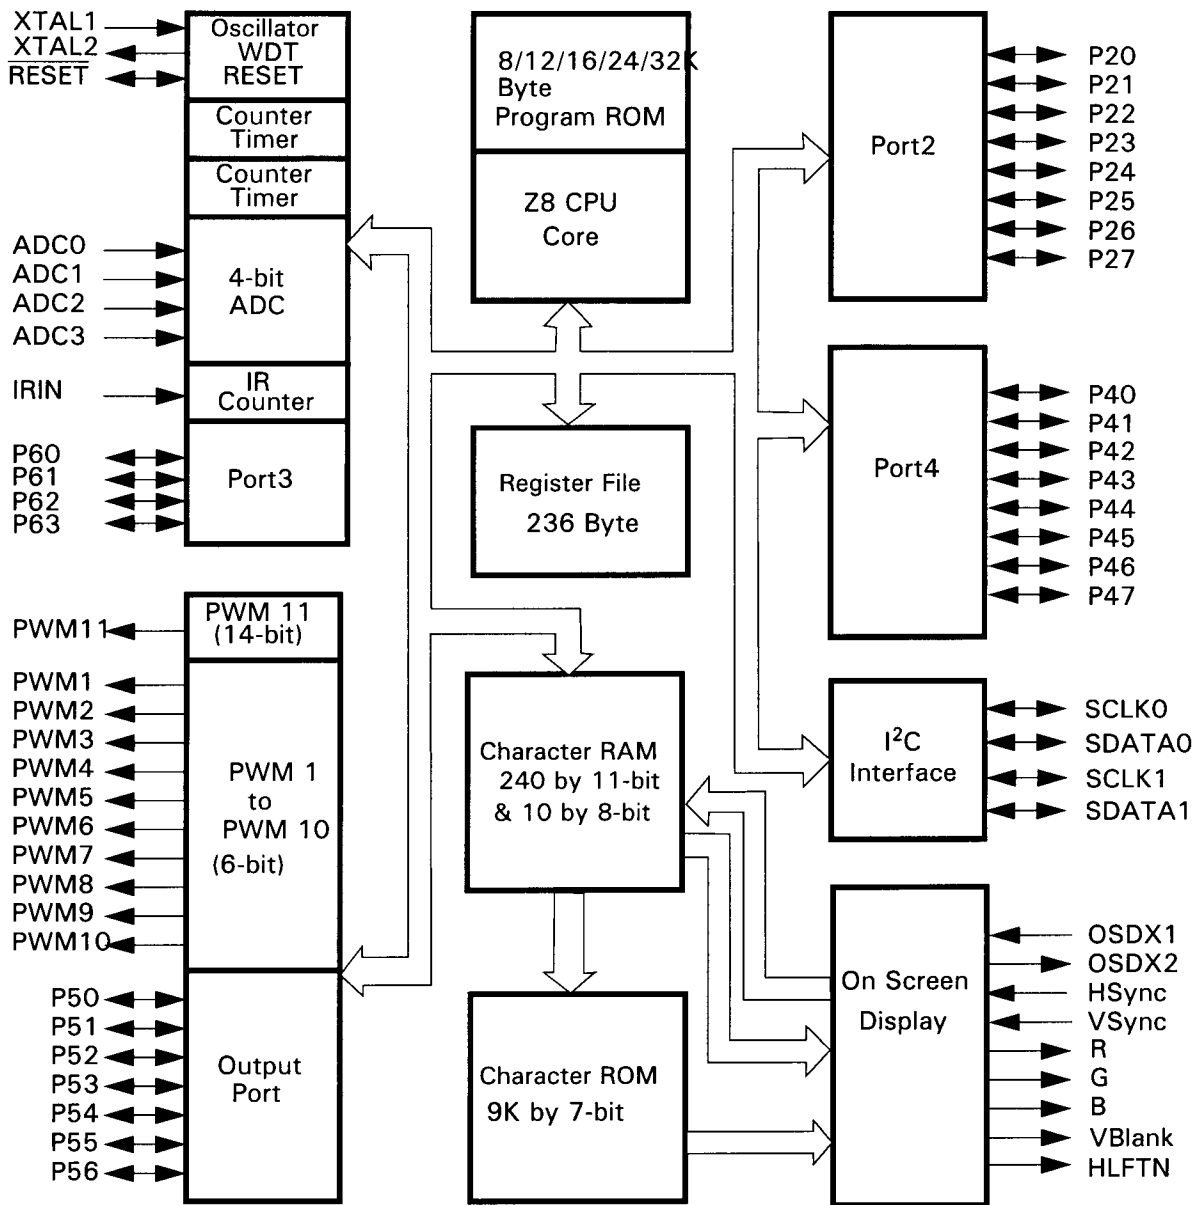 XTAL1
XTAL2
RESET
Oscillator
WDT
RESET
Counter
Timer
Counter
Timer
ADC0
ADC1
ADC2
ADC3
4-bit
ADC
IRIN
IR
Counter
P60
P61
P62
P63
Port3
8/12/16/24/32K
Byte
Program ROM
Z8 CPU
Core
Register File
236 Byte
Port2
P20
P21
P22
P23
P24
P25
P26
P27
Port4
P40
P41
P42
P43
P44
P45
P46
P47
PWM11
PWM 11
(14-bit)
PWM1
PWM2
PWM3
PWM4
PWM5
PWM6
PWM7
PWM8
PWM9
PWM10
PWM 1
to
PWM 10
(6-bit)
P50
P51
P52
P53
P54
P55
P56
Output
Port
Character RAM
240 by 11-bit
& 10 by 8-bit
Character ROM
9K by 7-bit
I²C
Interface
SCLK0
SDATA0
SCLK1
SDATA1
On Screen
Display
OSDX1
OSDX2
HSync
VSync
R
G
B
VBlank
HLFTN